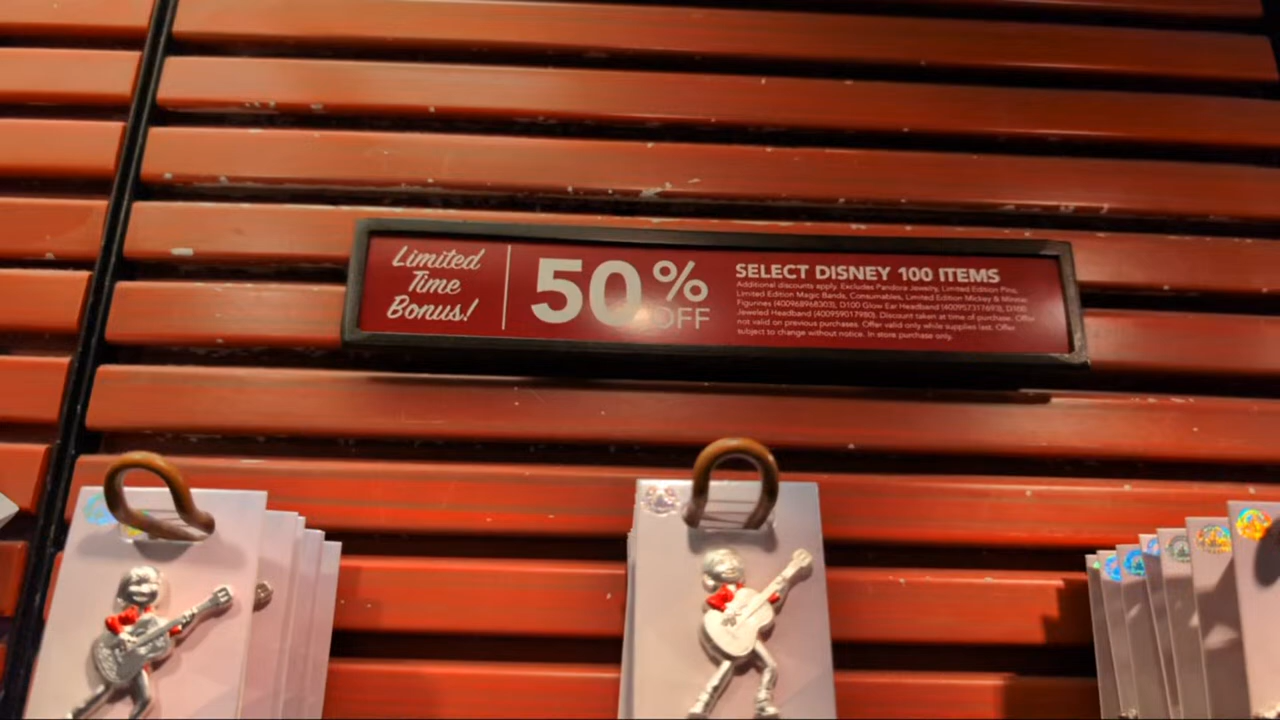 Limited
Time
Bonus!
50%
OFF
SELECT DISNEY 100 ITEMS
Additional discounts apply. Excludes Pandora Jewelry, Limited Edition Pins,
Limited Edition Magic Bands, Consumables, Limited Edition Mickey & Minnie
Figurines (400968968303), D100 Glow Ear Headband (400957317693), D100
Jeweled Headband (400959017980). Discount taken at time of purchase. Offer
not valid on previous purchases. Offer valid only while supplies last. Offer
subject to change without notice. In store purchase only.